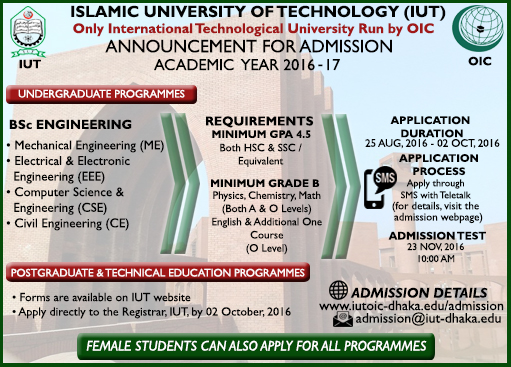 ISLAMIC UNIVERSITY OF TECHNOLOGY (IUT)
Only International Technological University Run by OIC
ANNOUNCEMENT FOR ADMISSION
ACADEMIC YEAR 2016-17
IUT
OIC
UNDERGRADUATE PROGRAMMES
BSc ENGINEERING
• Mechanical Engineering (ME)
• Electrical & Electronic
Engineering (EEE)
• Computer Science &
Engineering (CSE)
• Civil Engineering (CE)
REQUIREMENTS
MINIMUM GPA 4.5
Both HSC & SSC /
Equivalent
MINIMUM GRADE B
Physics, Chemistry, Math
(Both A & O Levels)
English & Additional One
Course
(O Level)
APPLICATION
DURATION
25 AUG, 2016 - 02 OCT, 2016
APPLICATION
PROCESS
SMS
Apply through
SMS with Teletalk
(for details, visit the
admission webpage)
ADMISSION TEST
23 NOV, 2016
10:00 AM
POSTGRADUATE & TECHNICAL EDUCATION PROGRAMMES
• Forms are available on IUT website
• Apply directly to the Registrar, IUT, by 02 October, 2016
ADMISSION DETAILS
www.iutoic-dhaka.edu/admission
admission@iut-dhaka.edu
FEMALE STUDENTS CAN ALSO APPLY FOR ALL PROGRAMMES